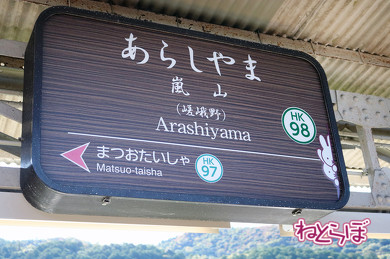 あらしやま
嵐山
(嵯峨野)
Arashiyama
HK
98
まつおたいしゃ
Matsuo-taisha
HK
97
ねとらぼ